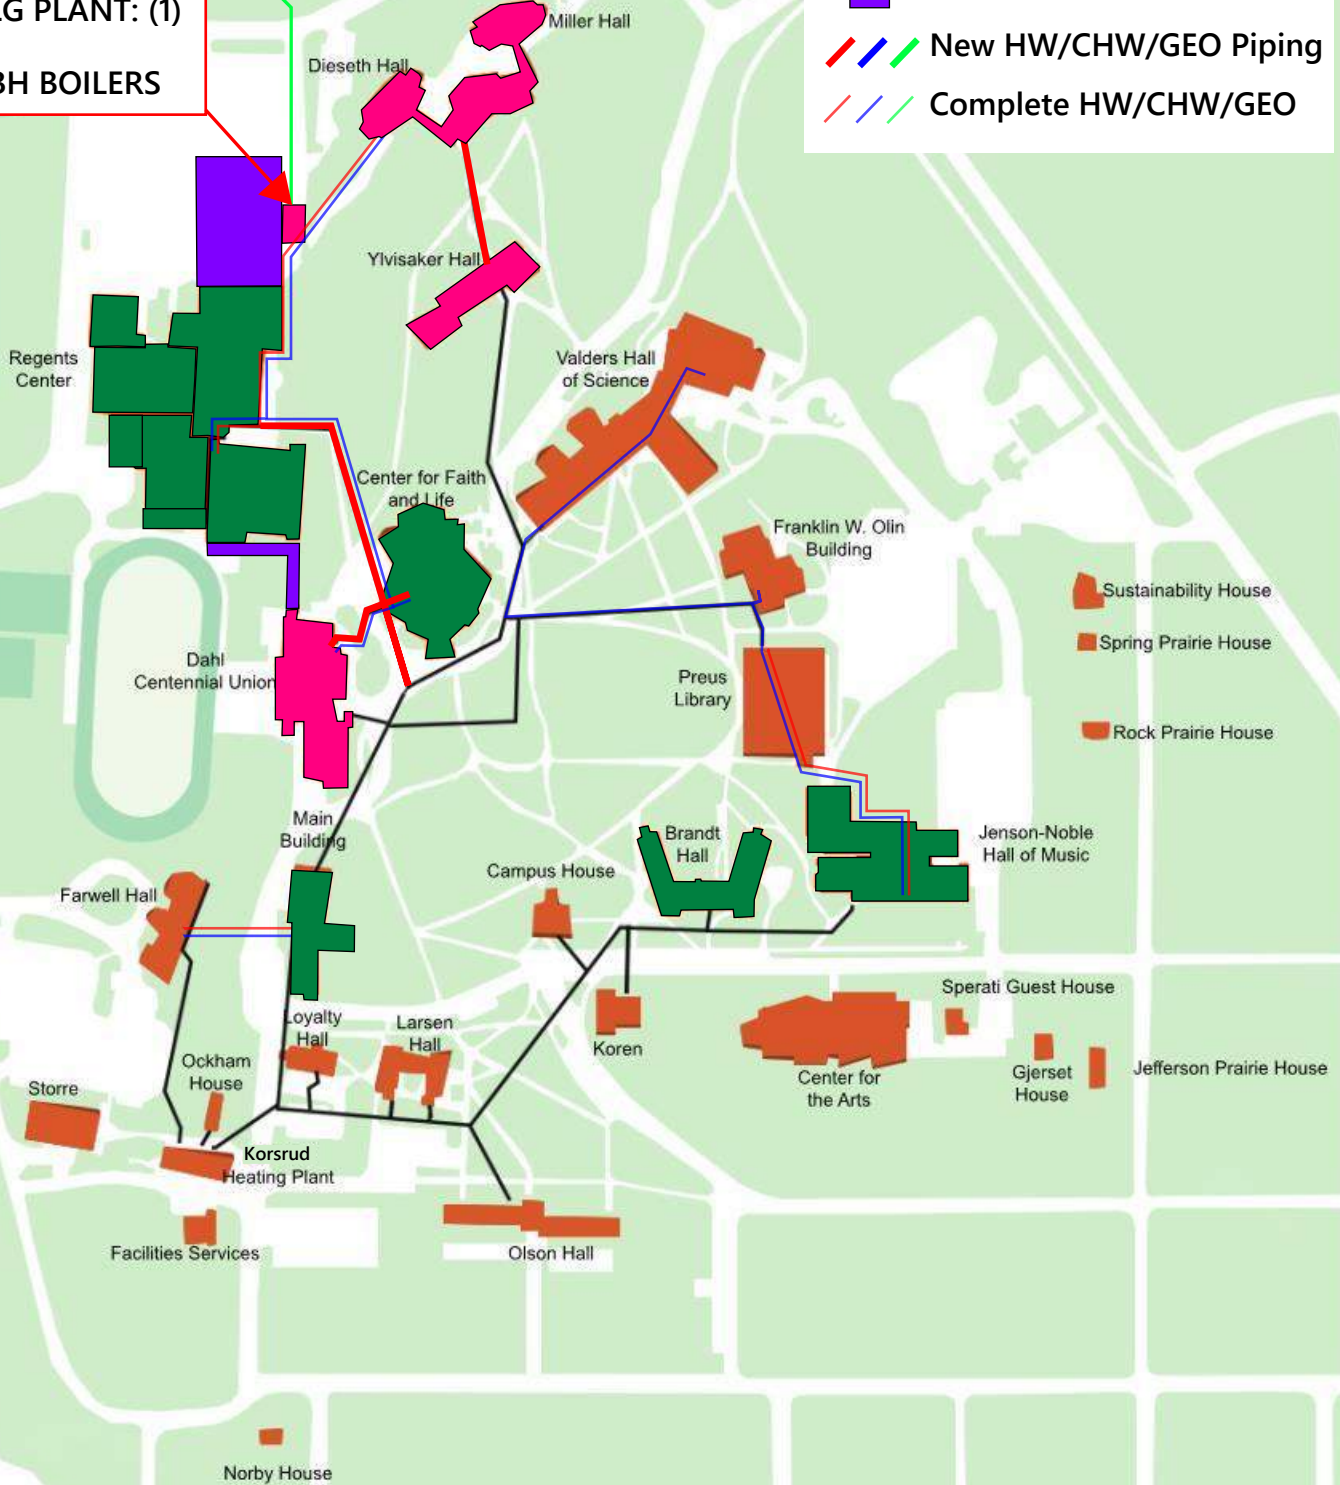 LG PLANT: (1)
BH BOILERS
New HW/CHW/GEO Piping
Complete HW/CHW/GEO
Miller Hall
Dieseth Hall
Ylvisaker Hall
Regents
Center
Valders Hall
of Science
Center for Faith
and Life
Franklin W. Olin
Building
Sustainability House
Spring Prairie House
Rock Prairie House
Dahl
Centennial Union
Preus
Library
Main
Building
Brandt
Hall
Jenson-Noble
Hall of Music
Campus House
Farwell Hall
Sperati Guest House
Loyalty
Hall
Larsen
Hall
Koren
Ockham
House
Storre
Center for
the Arts
Gjerset
House
Jefferson Prairie House
Korsrud
Heating Plant
Facilities Services
Olson Hall
Norby House